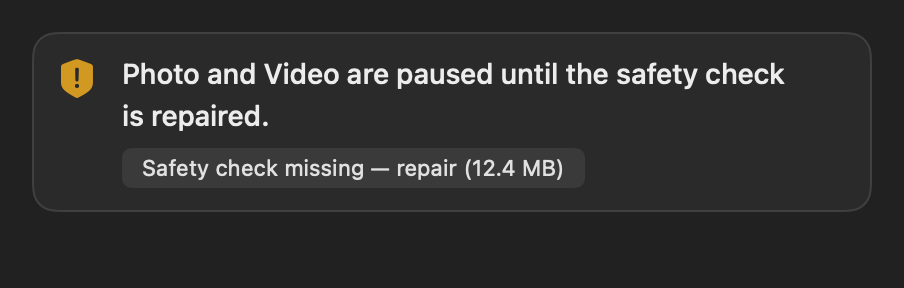 Photo and Video are paused until the safety check
is repaired.
Safety check missing — repair (12.4 MB)